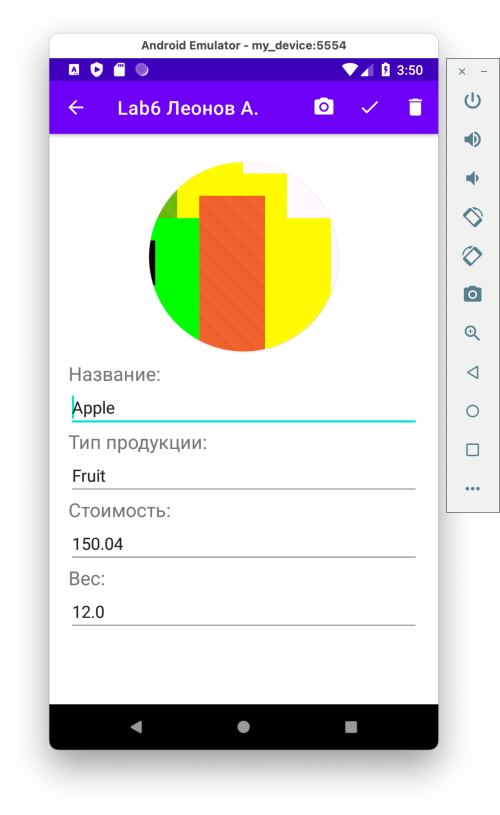 Android Emulator - my_device:5554
3:50
Lab6 Леонов А.
Название:
Apple
Тип продукции:
Fruit
Стоимость:
150.04
Вес:
12.0